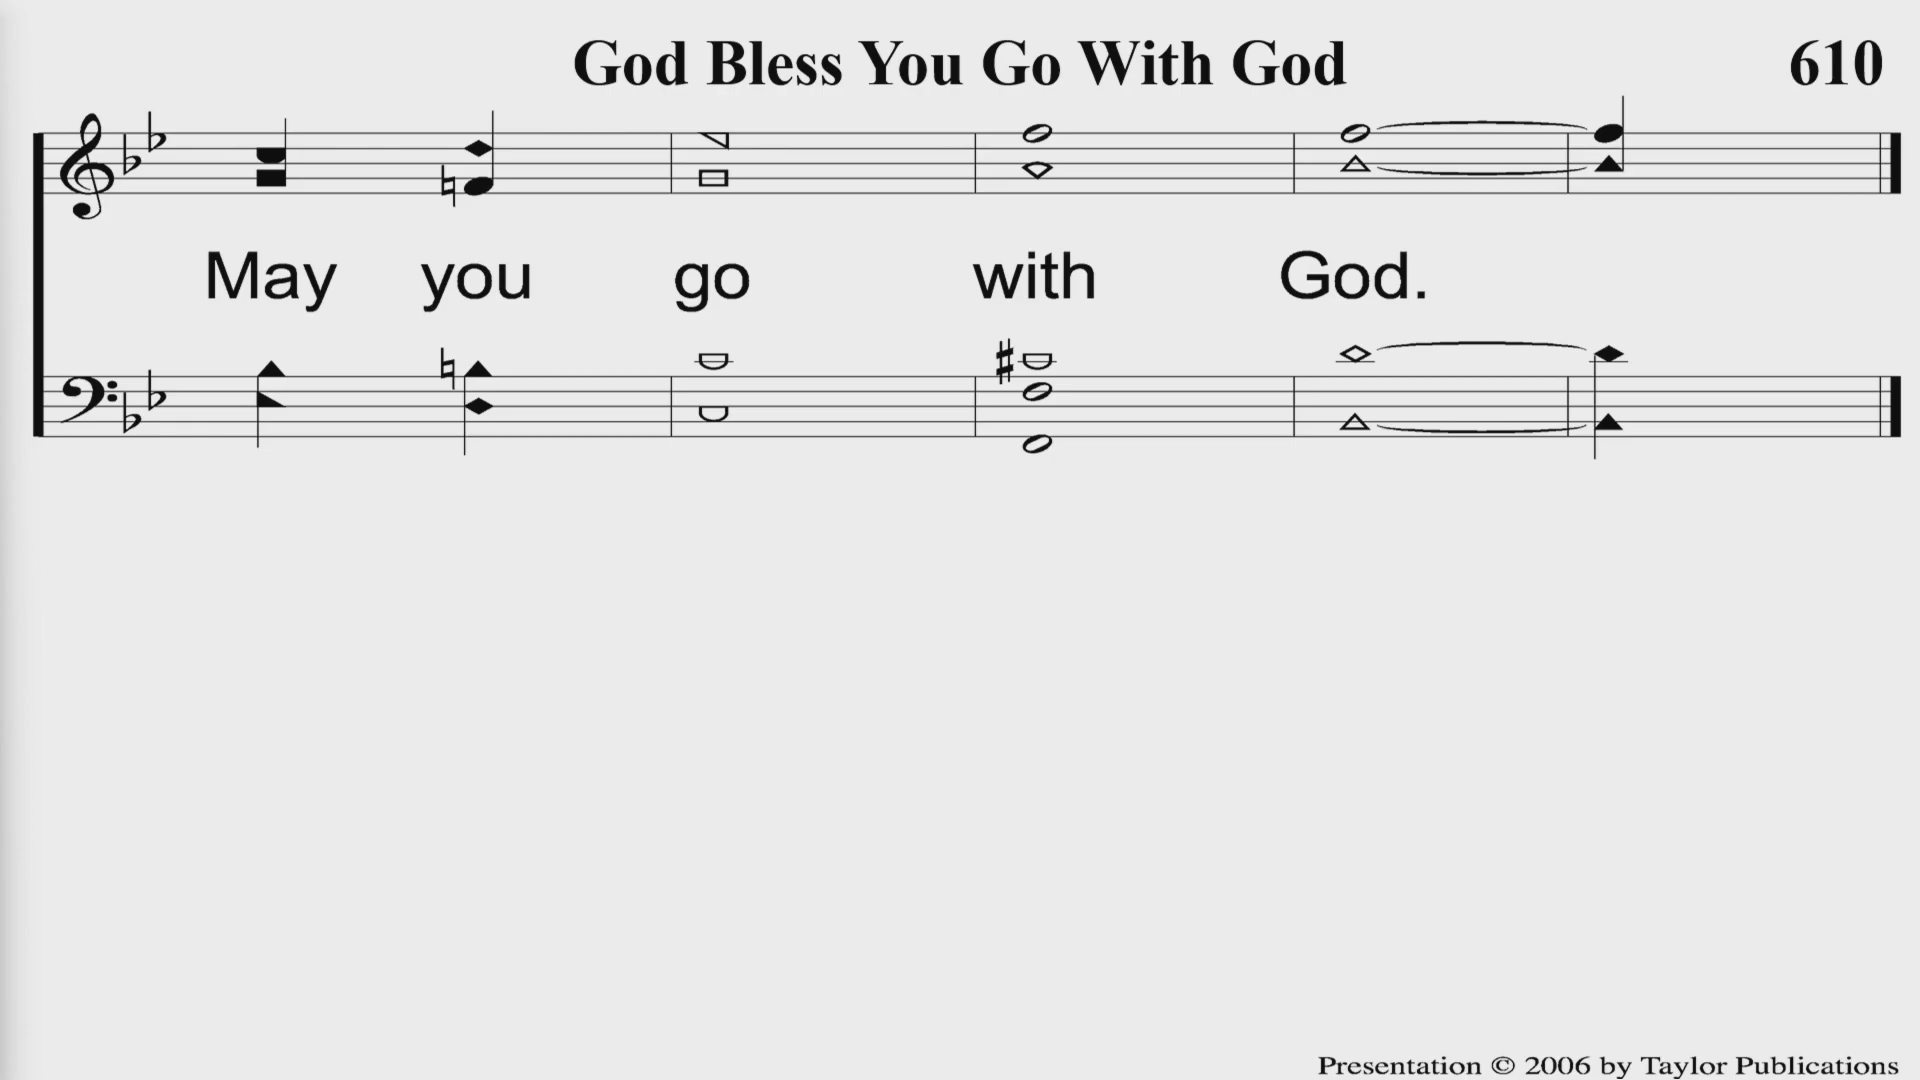 God Bless You Go With God 610
May you go with God.
Presentation © 2006 by Taylor Publications